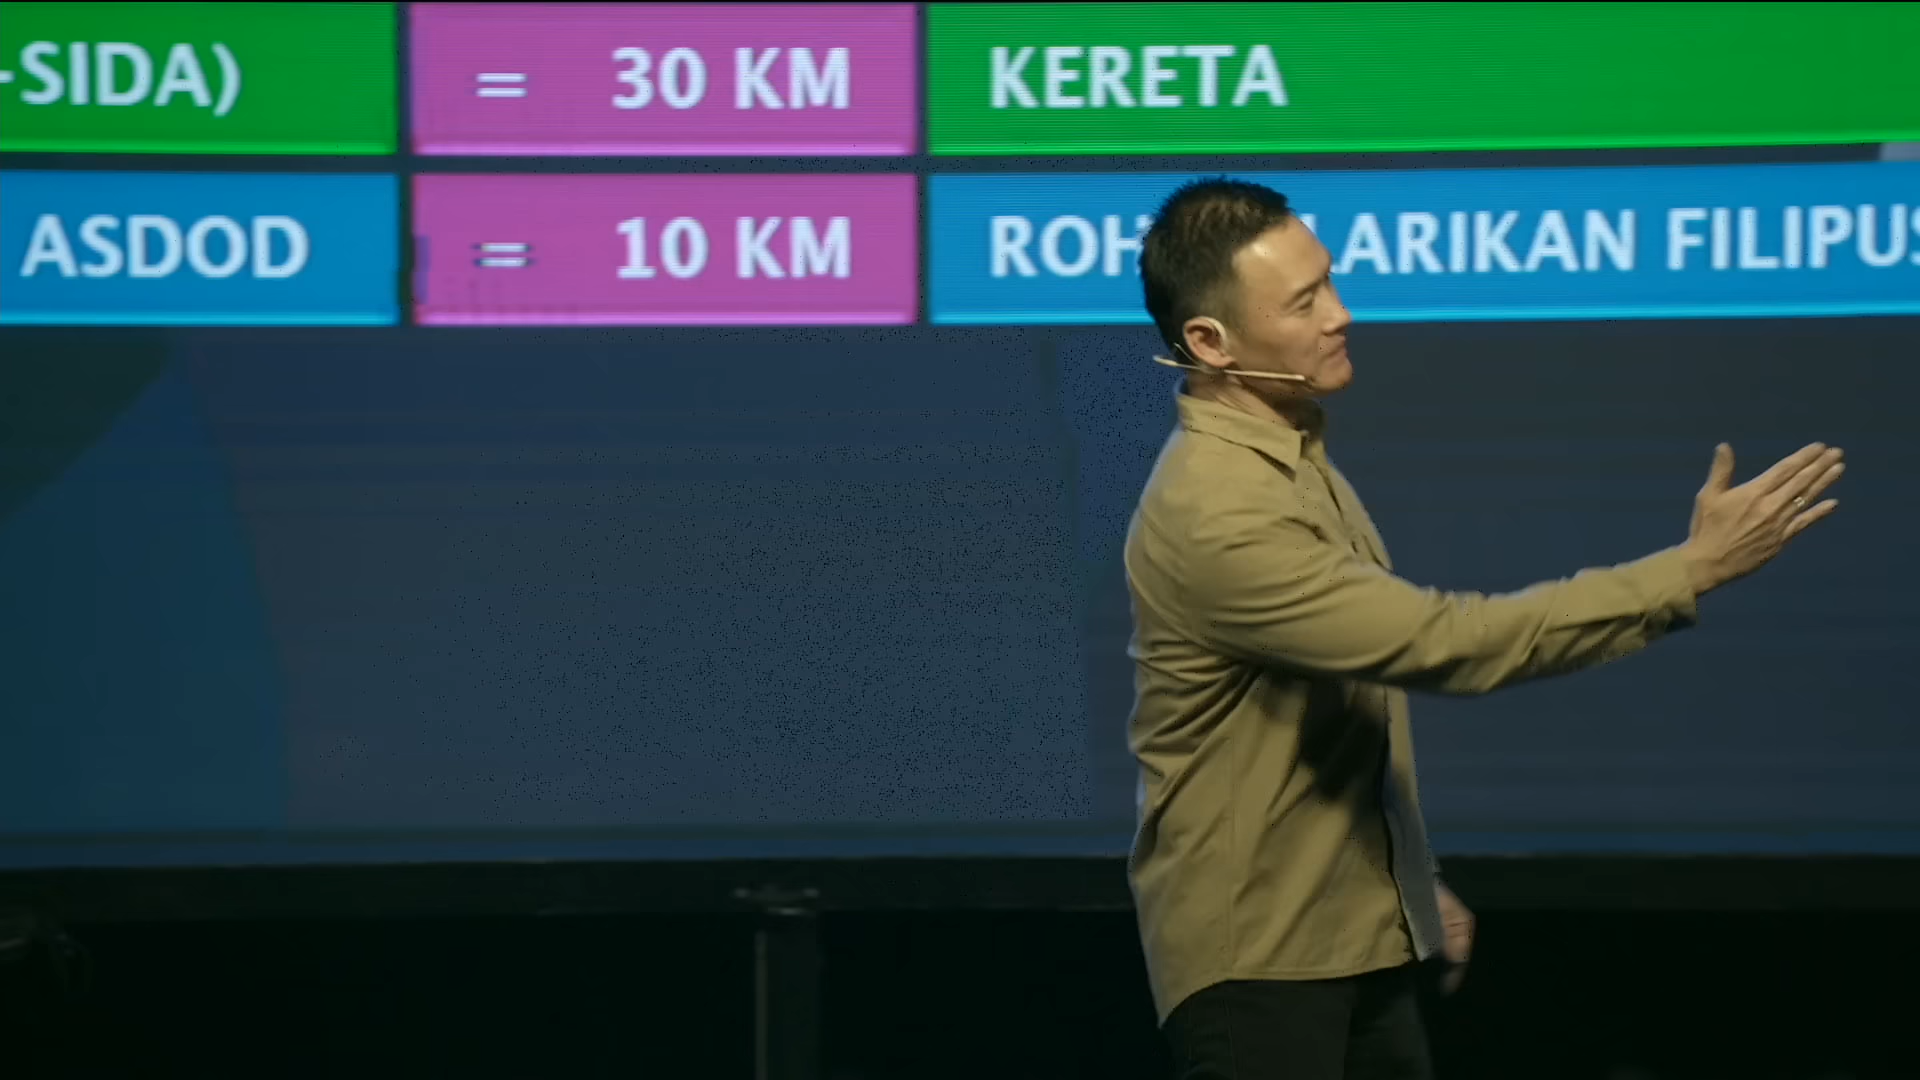 -SIDA) = 30 KM KERETA
ASDOD = 10 KM ROH LARIKAN FILIPUS